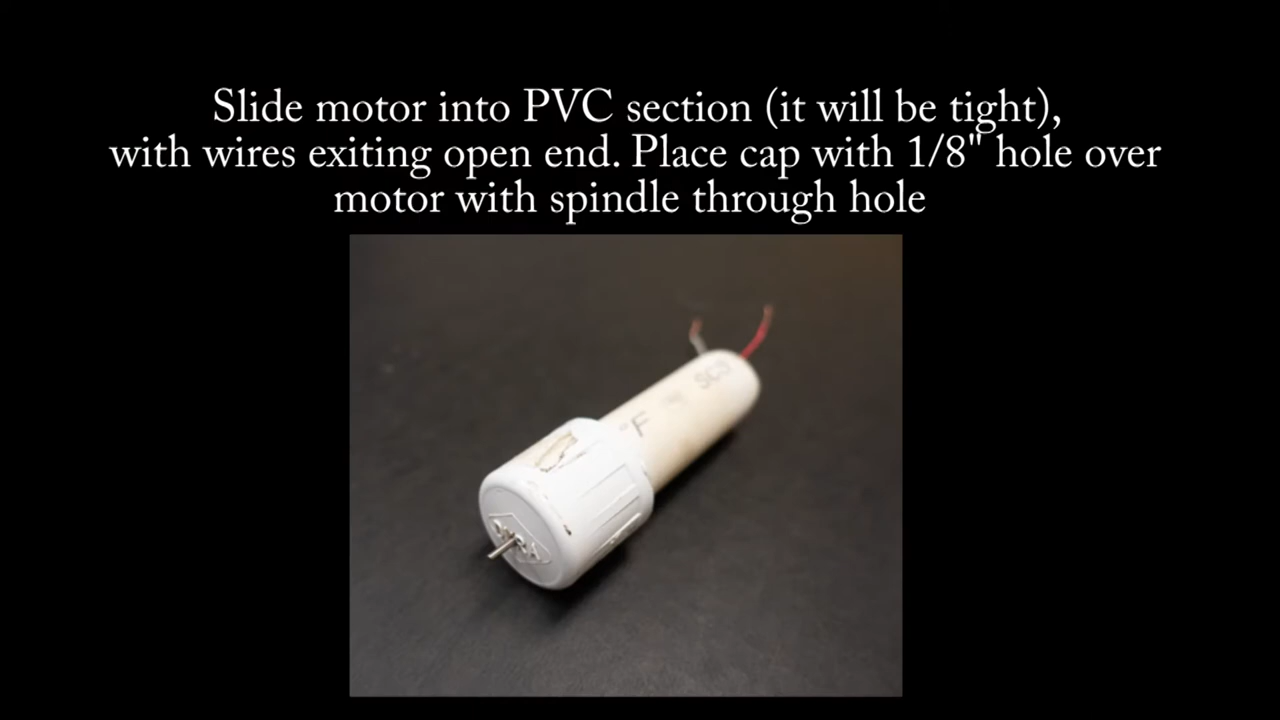 Slide motor into PVC section (it will be tight),
with wires exiting open end. Place cap with 1/8" hole over
motor with spindle through hole
°F
SCD